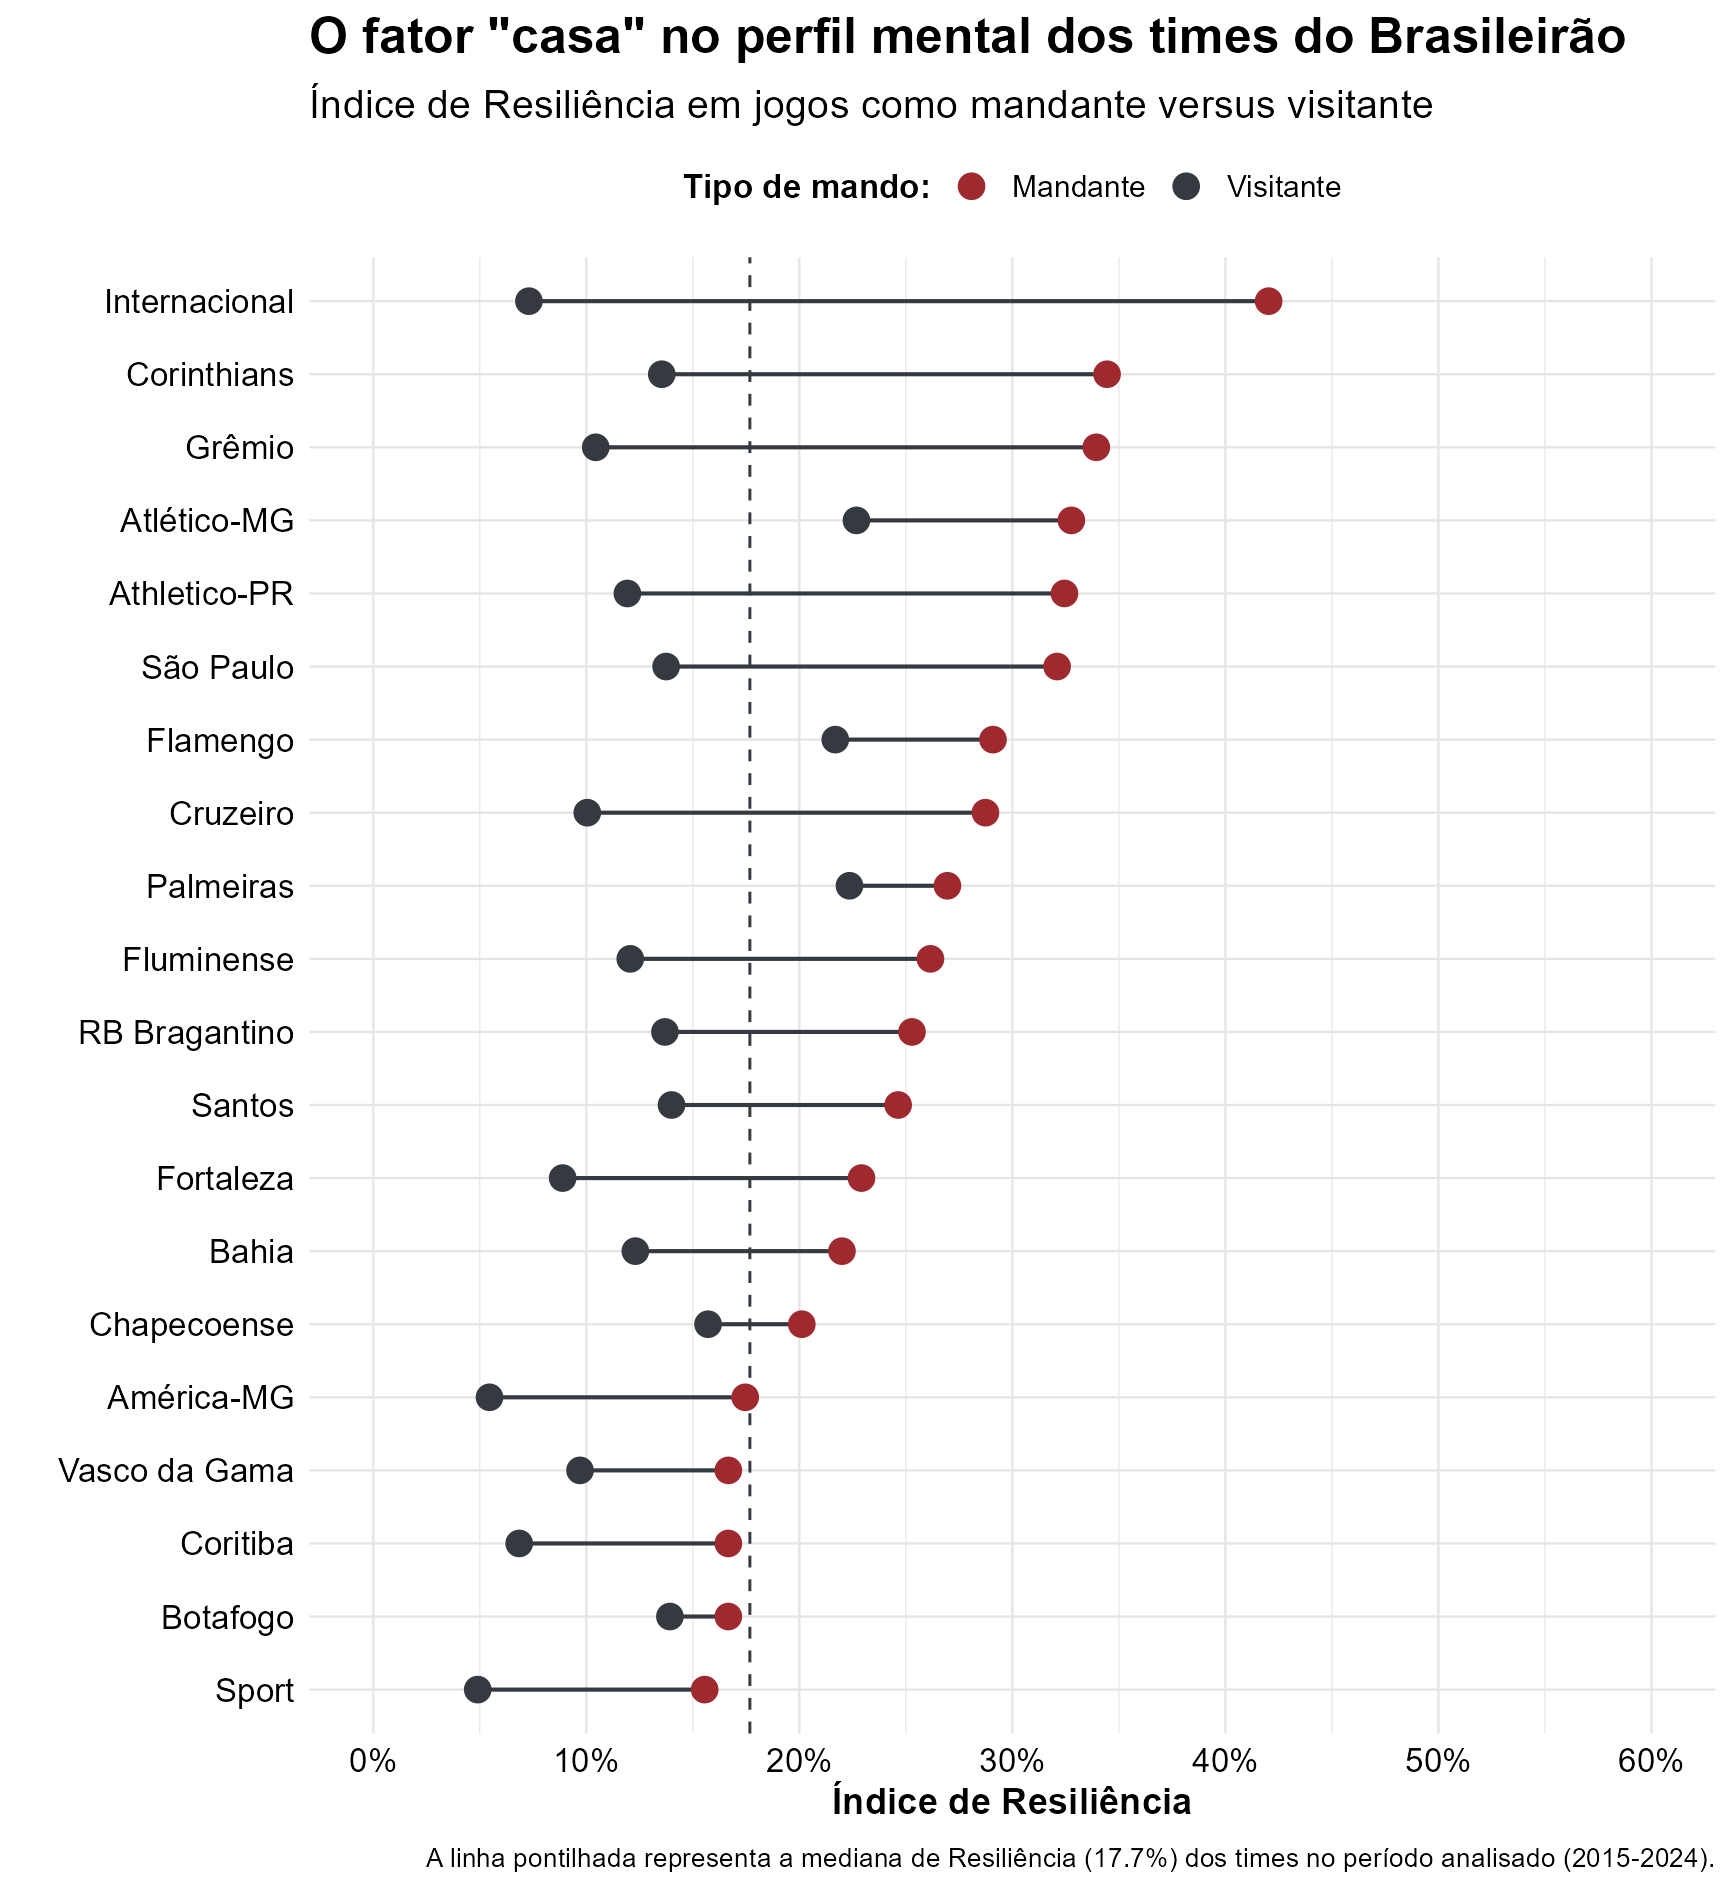 O fator "casa" no perfil mental dos times do Brasileirão
Índice de Resiliência em jogos como mandante versus visitante
Tipo de mando: Mandante Visitante
Internacional
Corinthians
Grêmio
Atlético-MG
Athletico-PR
São Paulo
Flamengo
Cruzeiro
Palmeiras
Fluminense
RB Bragantino
Santos
Fortaleza
Bahia
Chapecoense
América-MG
Vasco da Gama
Coritiba
Botafogo
Sport
0% 10% 20% 30% 40% 50% 60%
Índice de Resiliência
A linha pontilhada representa a mediana de Resiliência (17.7%) dos times no período analisado (2015-2024).